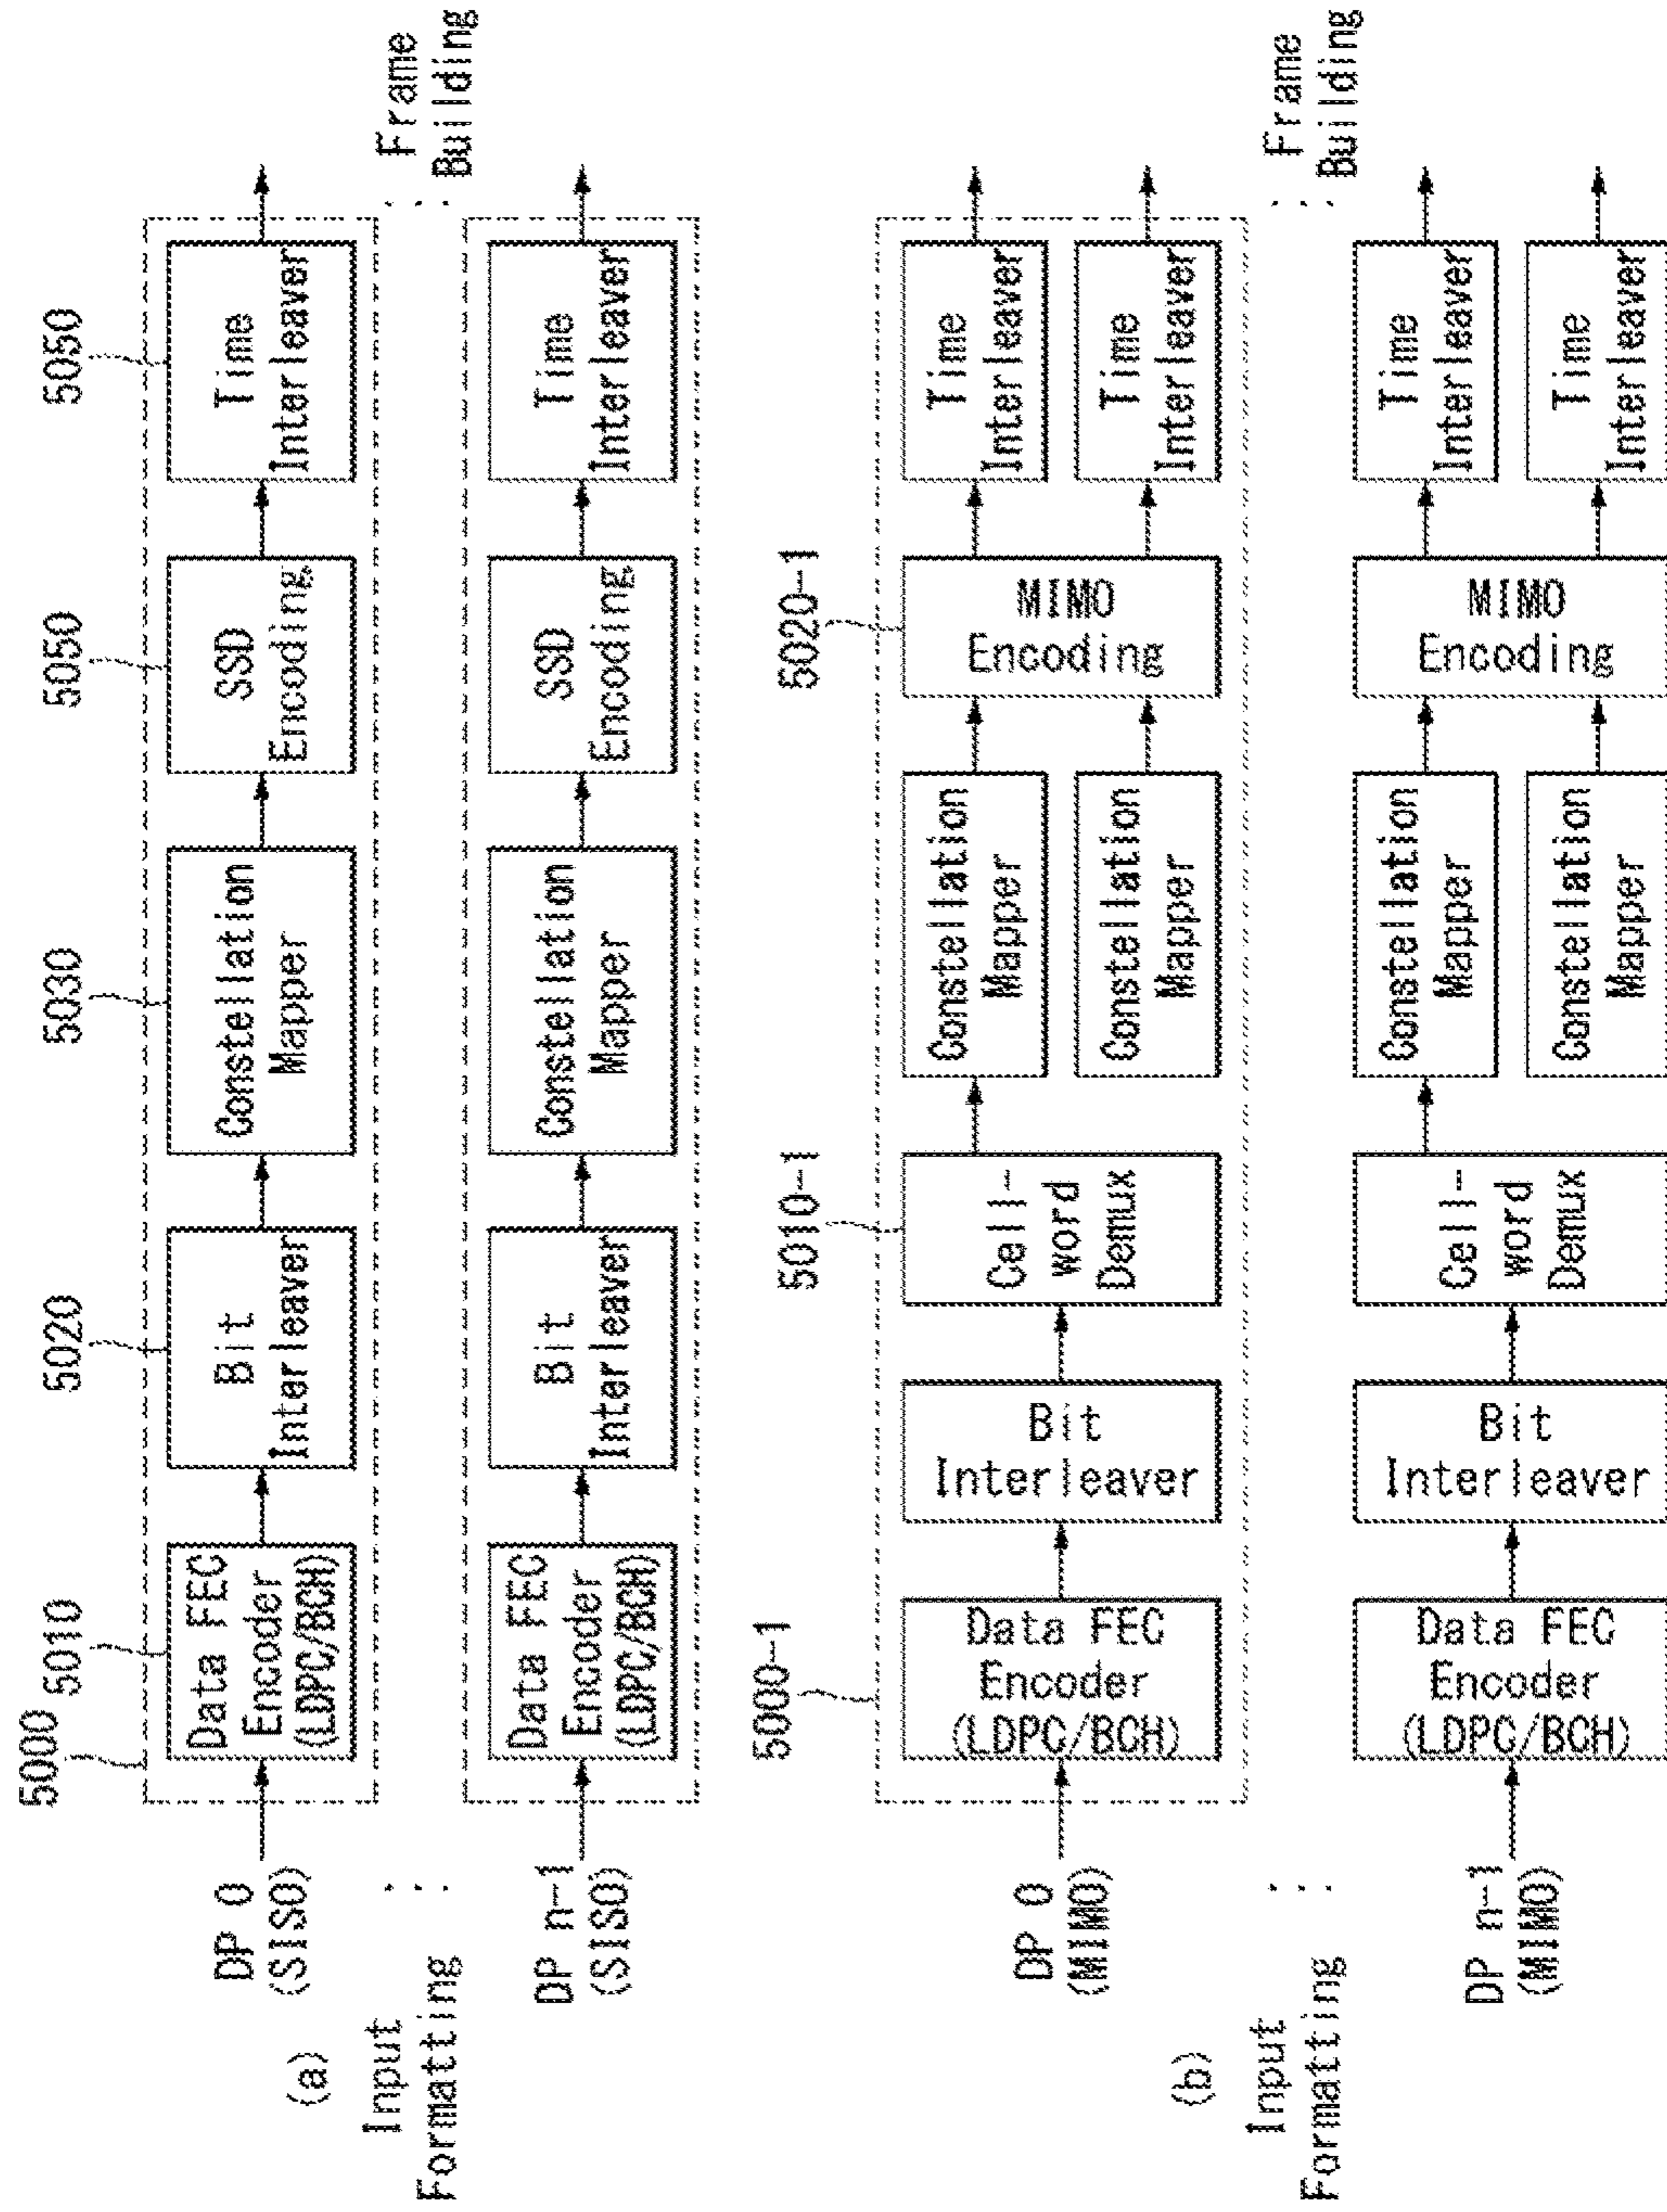 5000
5010
5020
5030
5050
5050
(a)
Input
Formatting
DP 0
(SISO)
Data FEC
Encoder
(LDPC/BCH)
Bit
Interleaver
Constellation
Mapper
SSD
Encoding
Time
Interleaver
Frame
Building
DP n-1
(SISO)
Data FEC
Encoder
(LDPC/BCH)
Bit
Interleaver
Constellation
Mapper
SSD
Encoding
Time
Interleaver
5000-1
5010-1
5020-1
(b)
Input
Formatting
DP 0
(MIMO)
Data FEC
Encoder
(LDPC/BCH)
Bit
Interleaver
Cell-
word
Demux
Constellation
Mapper
Constellation
Mapper
MIMO
Encoding
Time
Interleaver
Time
Interleaver
Frame
Building
DP n-1
(MIMO)
Data FEC
Encoder
(LDPC/BCH)
Bit
Interleaver
Cell-
word
Demux
Constellation
Mapper
Constellation
Mapper
MIMO
Encoding
Time
Interleaver
Time
Interleaver